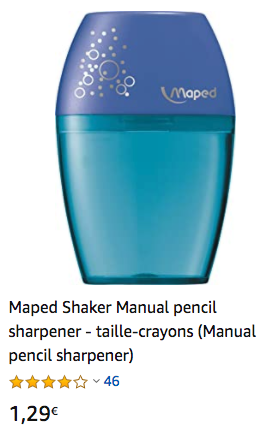 Maped
Maped Shaker Manual pencil
sharpener - taille-crayons (Manual
pencil sharpener)
46
1,29€